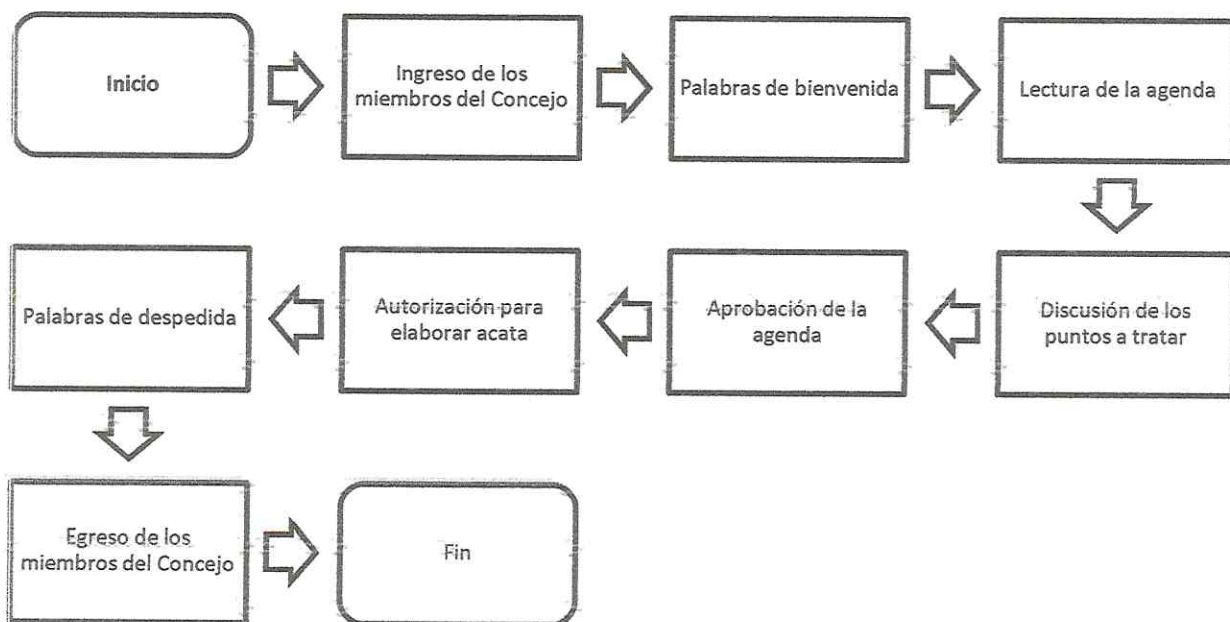 Inicio
Ingreso de los
miembros del Concejo
Palabras de bienvenida
Lectura de la agenda
Discusión de los
puntos a tratar
Aprobación de la
agenda
Autorización para
elaborar acata
Palabras de despedida
Egreso de los
miembros del Concejo
Fin